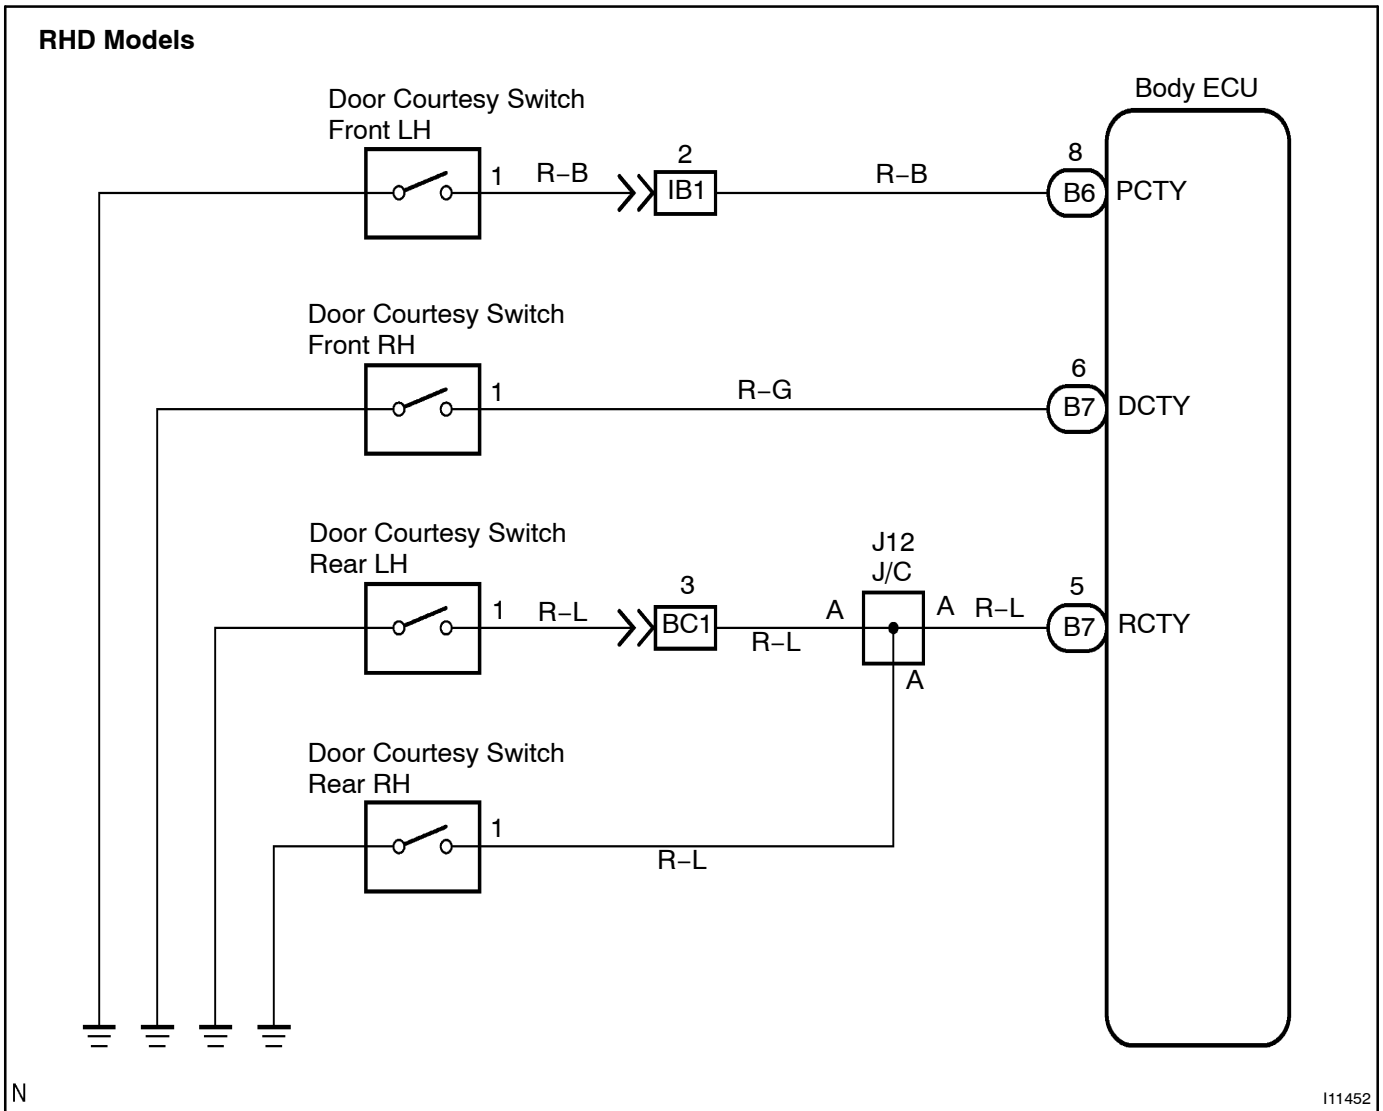 RHD Models
Body ECU
Door Courtesy Switch
Front LH
1
R–B
2
IB1
R–B
8
B6
PCTY
Door Courtesy Switch
Front RH
1
R–G
6
B7
DCTY
Door Courtesy Switch
Rear LH
1
R–L
3
BC1
R–L
A
J12
J/C
A
R–L
A
5
B7
RCTY
Door Courtesy Switch
Rear RH
1
R–L
N
I11452